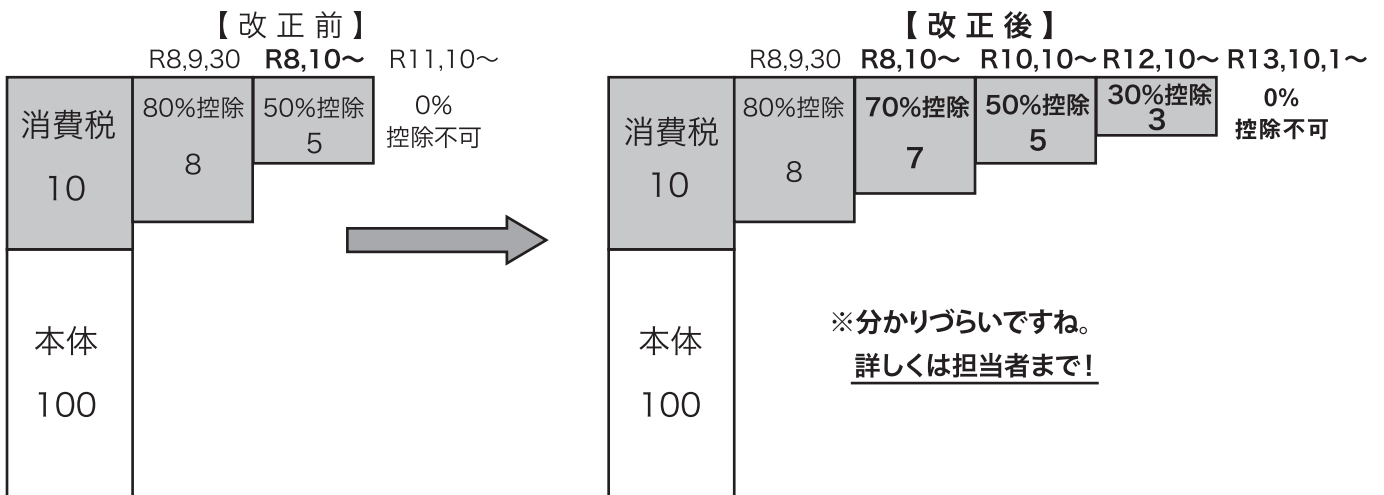 【改正前】
R8,9,30 R8,10〜 R11,10〜
消費税
10
80%控除
8
50%控除
5
0%
控除不可
本体
100
【改正後】
R8,9,30 R8,10〜 R10,10〜 R12,10〜 R13,10,1〜
消費税
10
80%控除
8
70%控除
7
50%控除
5
30%控除
3
0%
控除不可
本体
100
※分かりづらいですね。
詳しくは担当者まで!